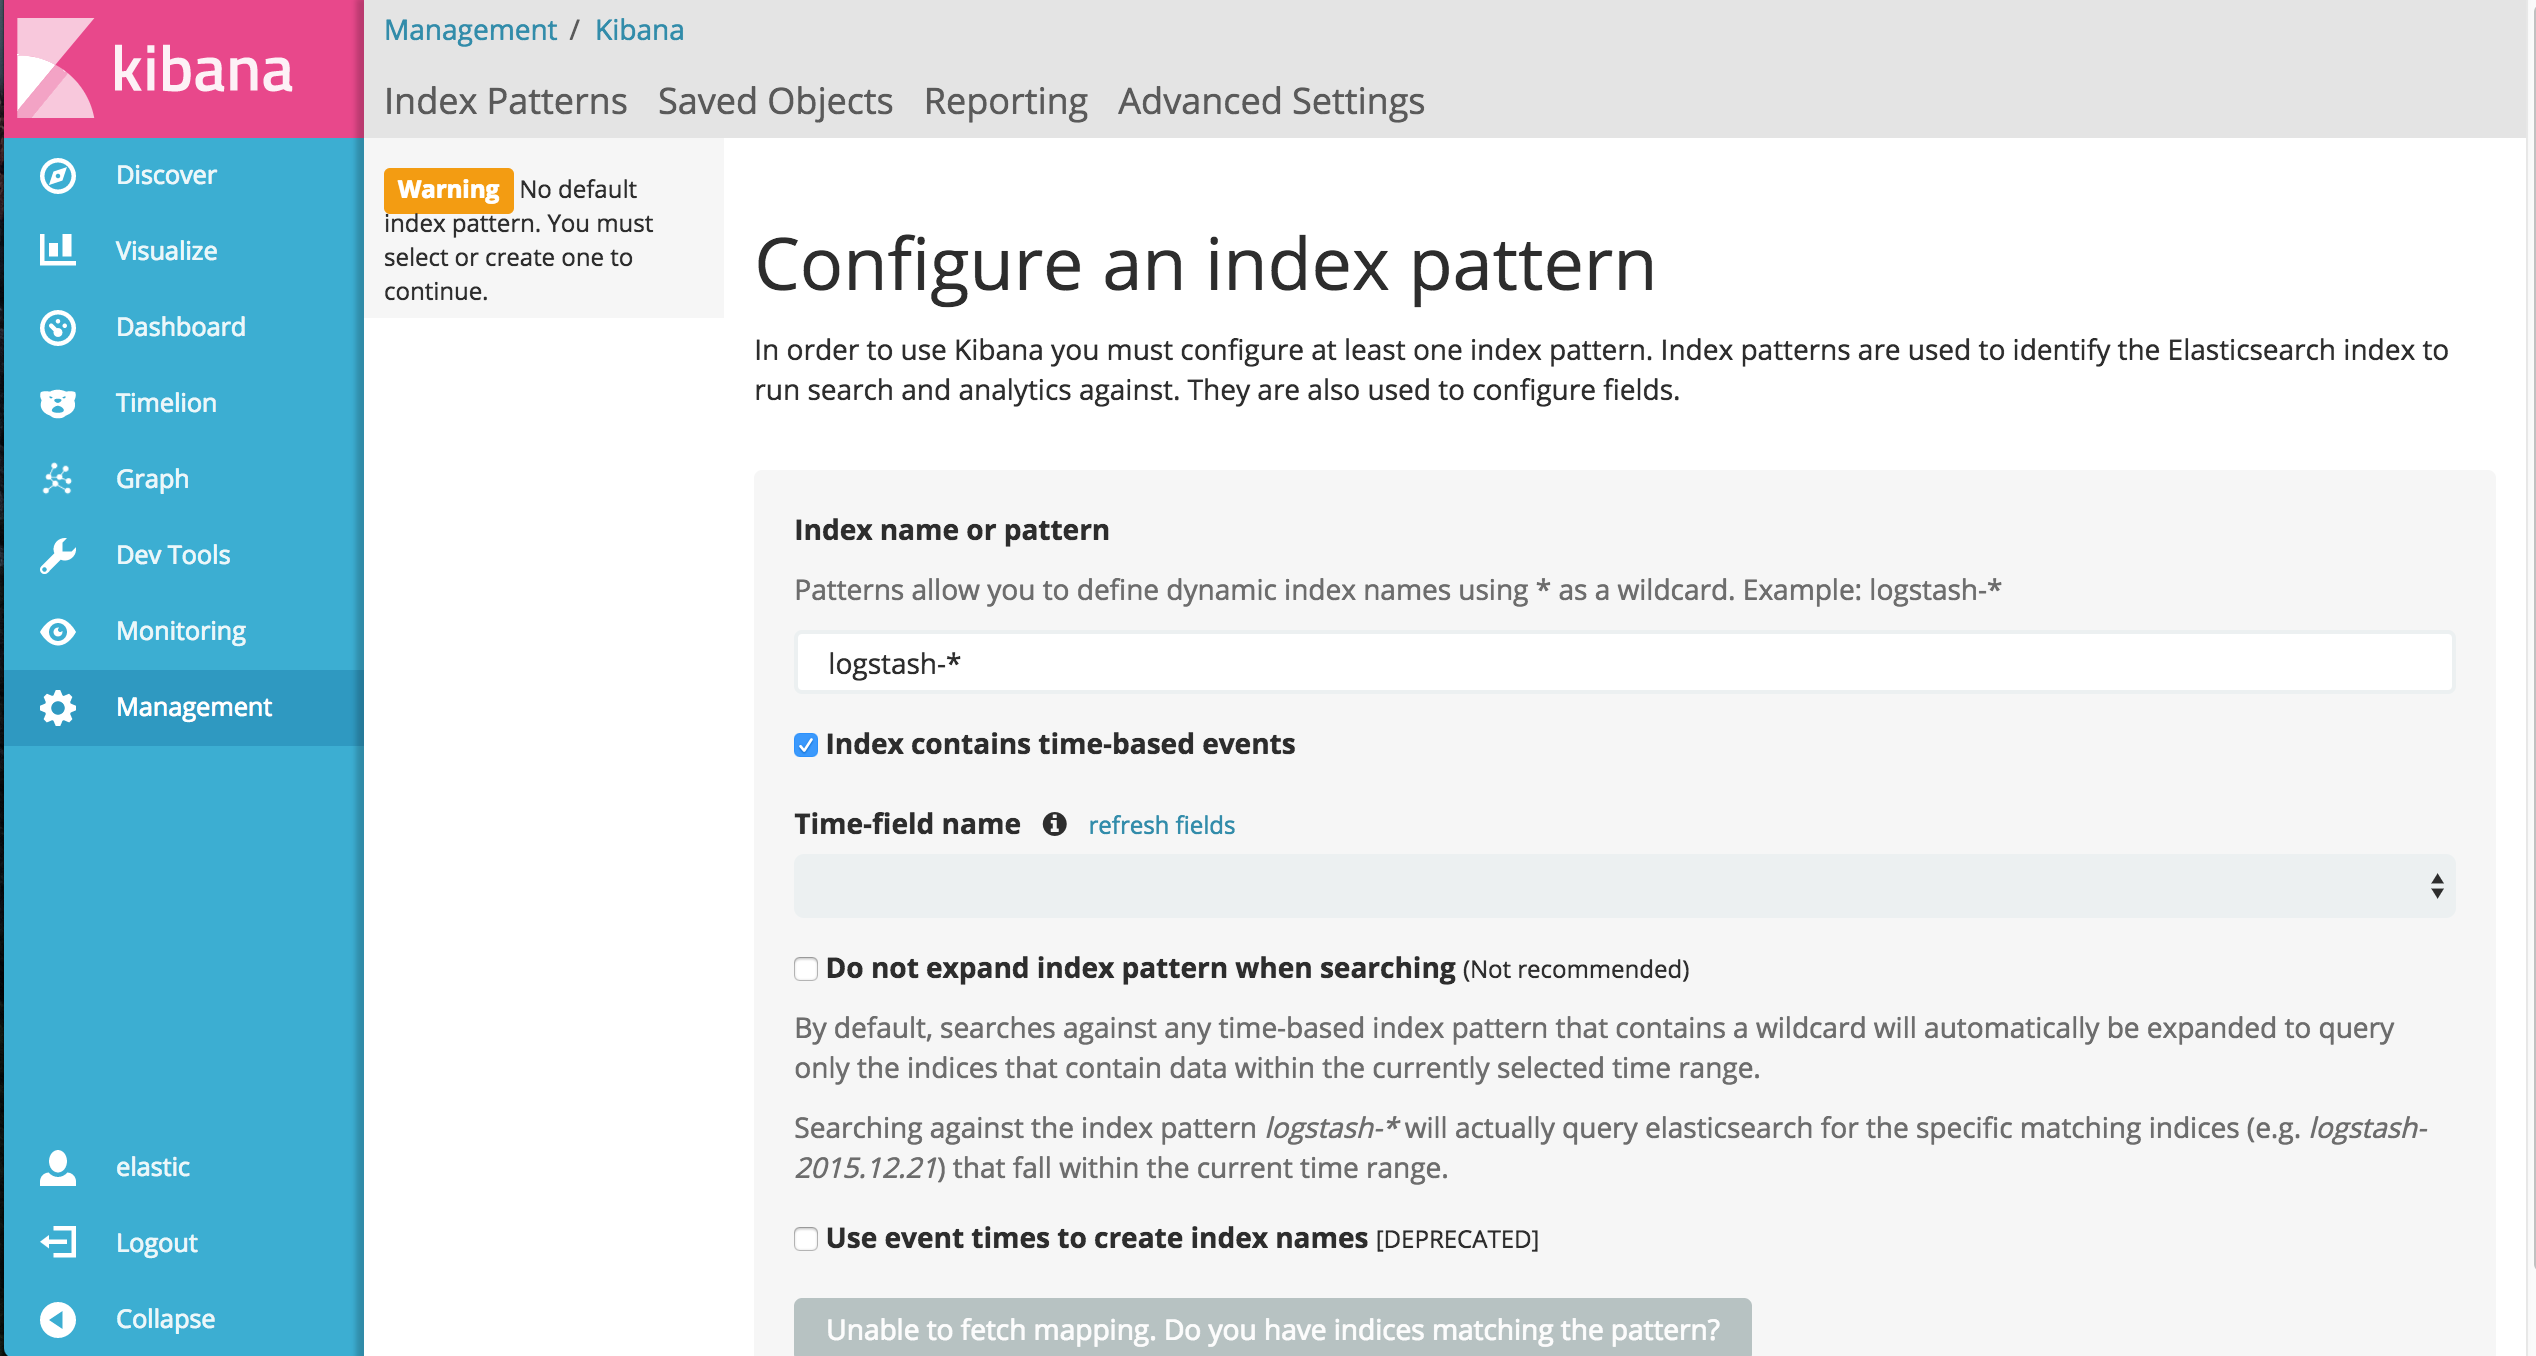 kibana
Discover
Visualize
Dashboard
Timelion
Graph
Dev Tools
Monitoring
Management
elastic
Logout
Collapse
Management / Kibana
Index Patterns Saved Objects Reporting Advanced Settings
Warning No default
index pattern. You must
select or create one to
continue.
Configure an index pattern
In order to use Kibana you must configure at least one index pattern. Index patterns are used to identify the Elasticsearch index to
run search and analytics against. They are also used to configure fields.
Index name or pattern
Patterns allow you to define dynamic index names using * as a wildcard. Example: logstash-*
logstash-*
Index contains time-based events
Time-field name refresh fields
Do not expand index pattern when searching (Not recommended)
By default, searches against any time-based index pattern that contains a wildcard will automatically be expanded to query
only the indices that contain data within the currently selected time range.
Searching against the index pattern logstash-* will actually query elasticsearch for the specific matching indices (e.g. logstash-
2015.12.21) that fall within the current time range.
Use event times to create index names [DEPRECATED]
Unable to fetch mapping. Do you have indices matching the pattern?